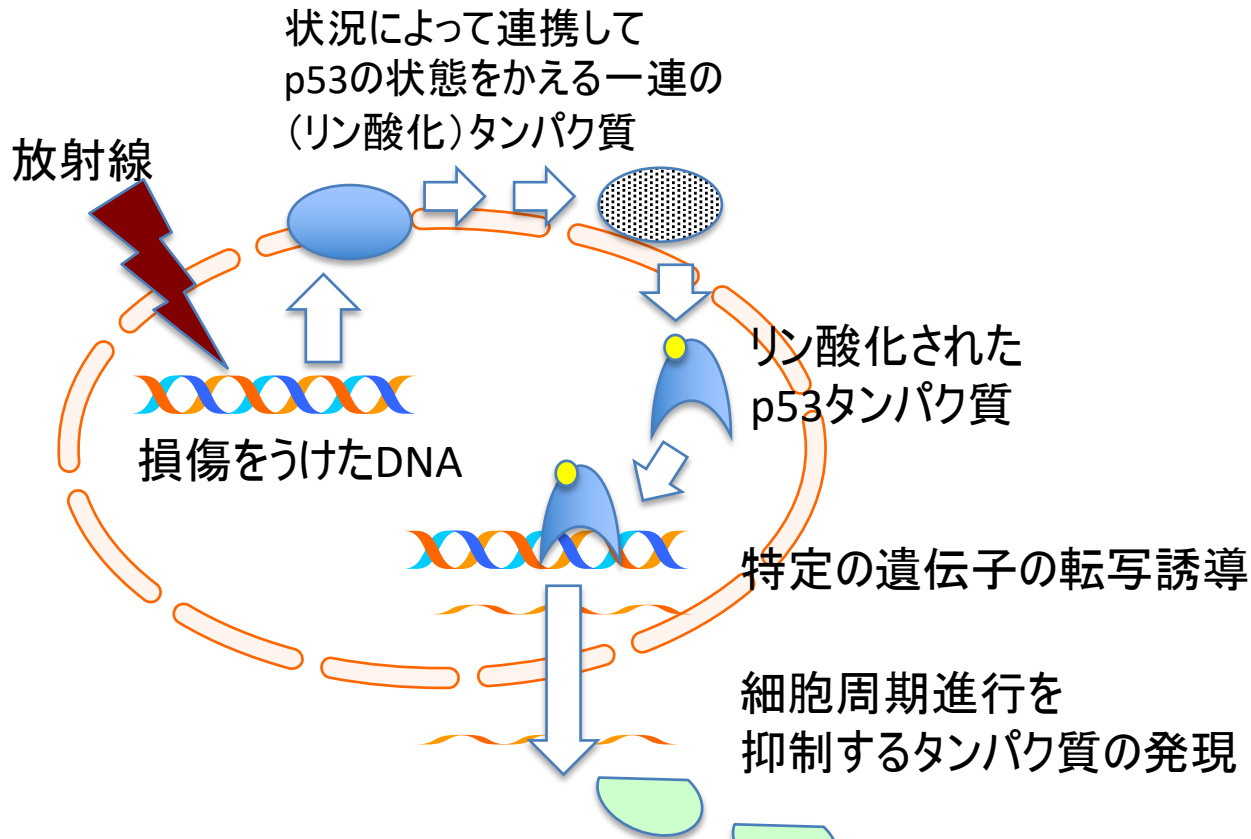 状況によって連携して
p53の状態をかえる一連の
（リン酸化）タンパク質
放射線
リン酸化された
p53タンパク質
損傷をうけたDNA
特定の遺伝子の転写誘導
細胞周期進行を
抑制するタンパク質の発現